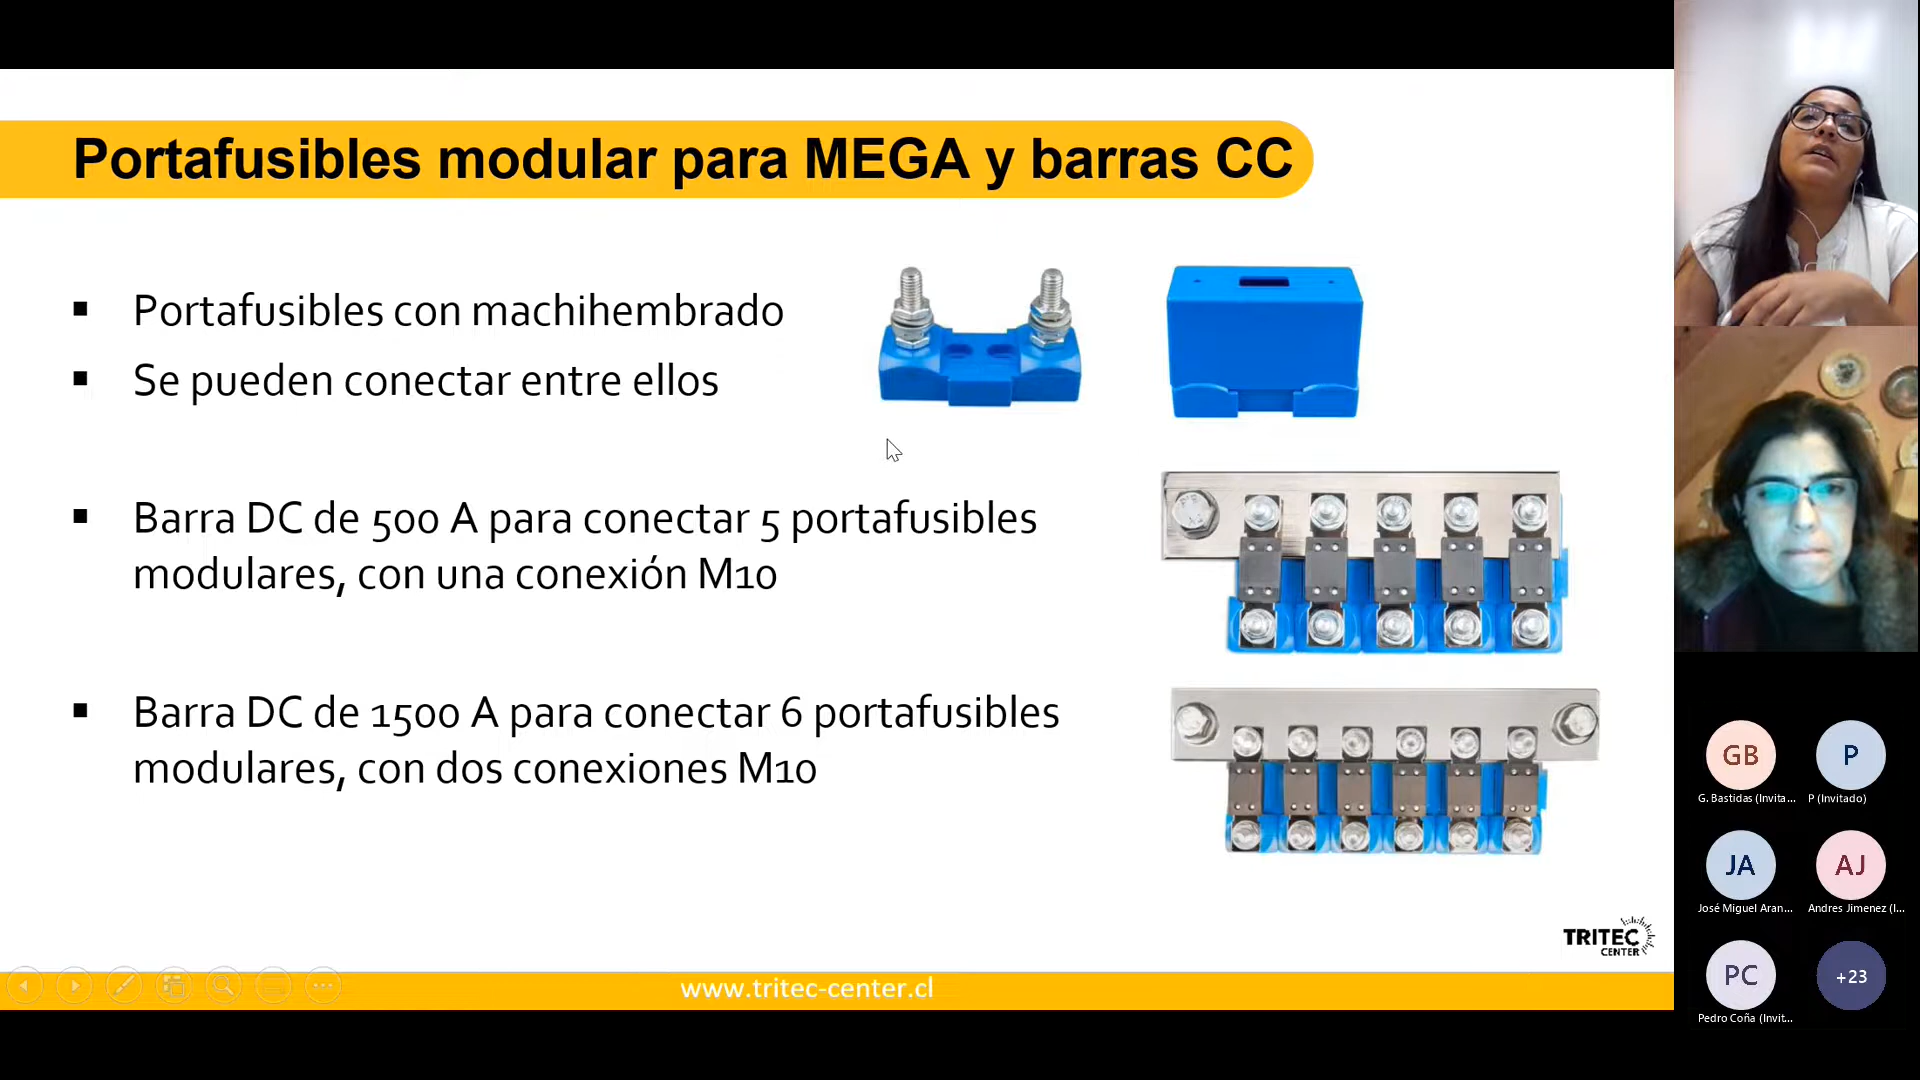 Portafusibles modular para MEGA y barras CC
▪ Portafusibles con machihembrado
▪ Se pueden conectar entre ellos
▪ Barra DC de 500 A para conectar 5 portafusibles
modulares, con una conexión M10
▪ Barra DC de 1500 A para conectar 6 portafusibles
modulares, con dos conexiones M10
TRITEC
CENTER
www.tritec-center.cl
GB
G. Bastidas (Invita...
P
P (Invitado)
JA
José Miguel Aran...
AJ
Andres Jimenez (I...
PC
Pedro Coña (Invit...
+23